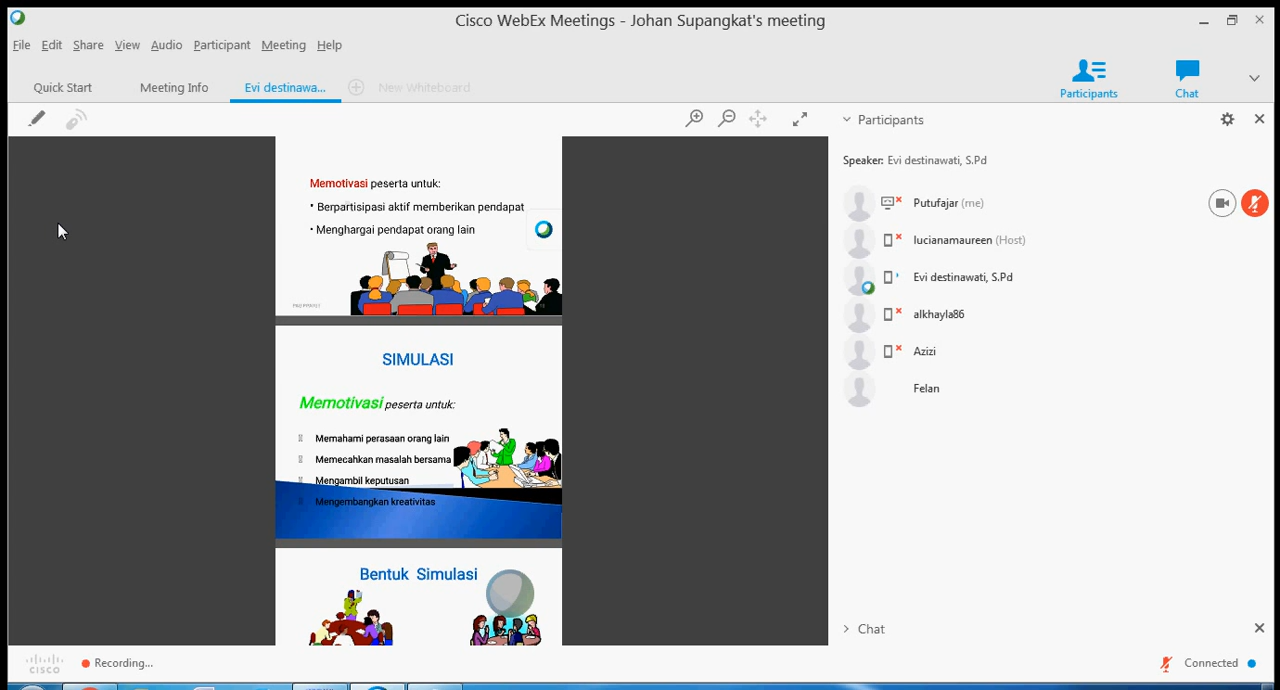 Cisco WebEx Meetings - Johan Supangkat's meeting
File Edit Share View Audio Participant Meeting Help
Quick Start Meeting Info Evi destinawa... New Whiteboard
Participants Chat
Participants
Speaker: Evi destinawati, S.Pd
Putufajar (me)
lucianamaureen (Host)
Evi destinawati, S.Pd
alkhayla86
Azizi
Felan
Chat
Memotivasi peserta untuk:
• Berpartisipasi aktif memberikan pendapat
• Menghargai pendapat orang lain
SIMULASI
Memotivasi peserta untuk:
Memahami perasaan orang lain
Memecahkan masalah bersama
Mengambil keputusan
Mengembangkan kreativitas
Bentuk Simulasi
CISCO
Recording...
Connected